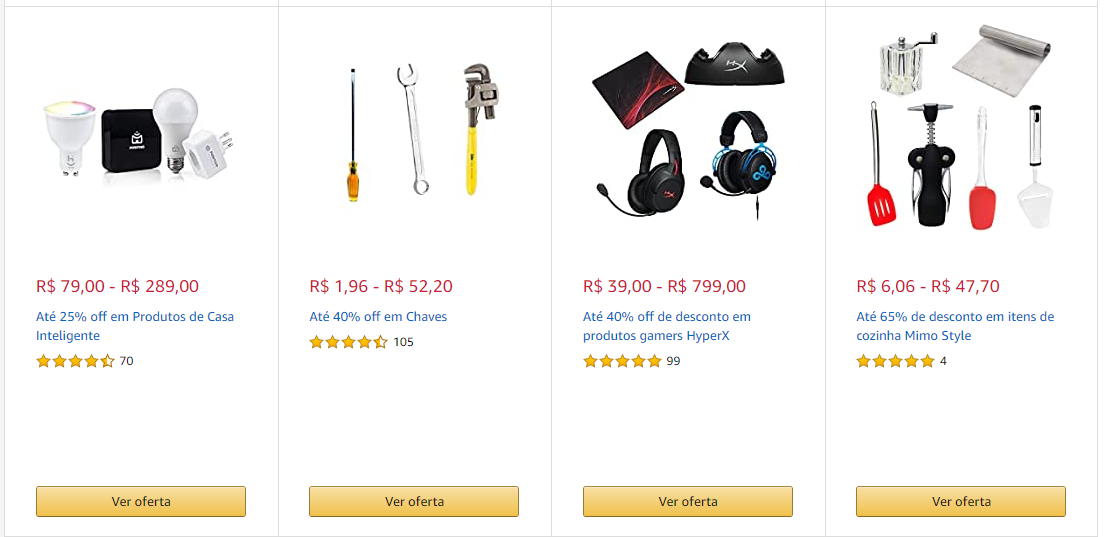 R$ 79,00 - R$ 289,00
Até 25% off em Produtos de Casa
Inteligente
70
Ver oferta
R$ 1,96 - R$ 52,20
Até 40% off em Chaves
105
Ver oferta
R$ 39,00 - R$ 799,00
Até 40% off de desconto em
produtos gamers HyperX
99
Ver oferta
R$ 6,06 - R$ 47,70
Até 65% de desconto em itens de
cozinha Mimo Style
4
Ver oferta